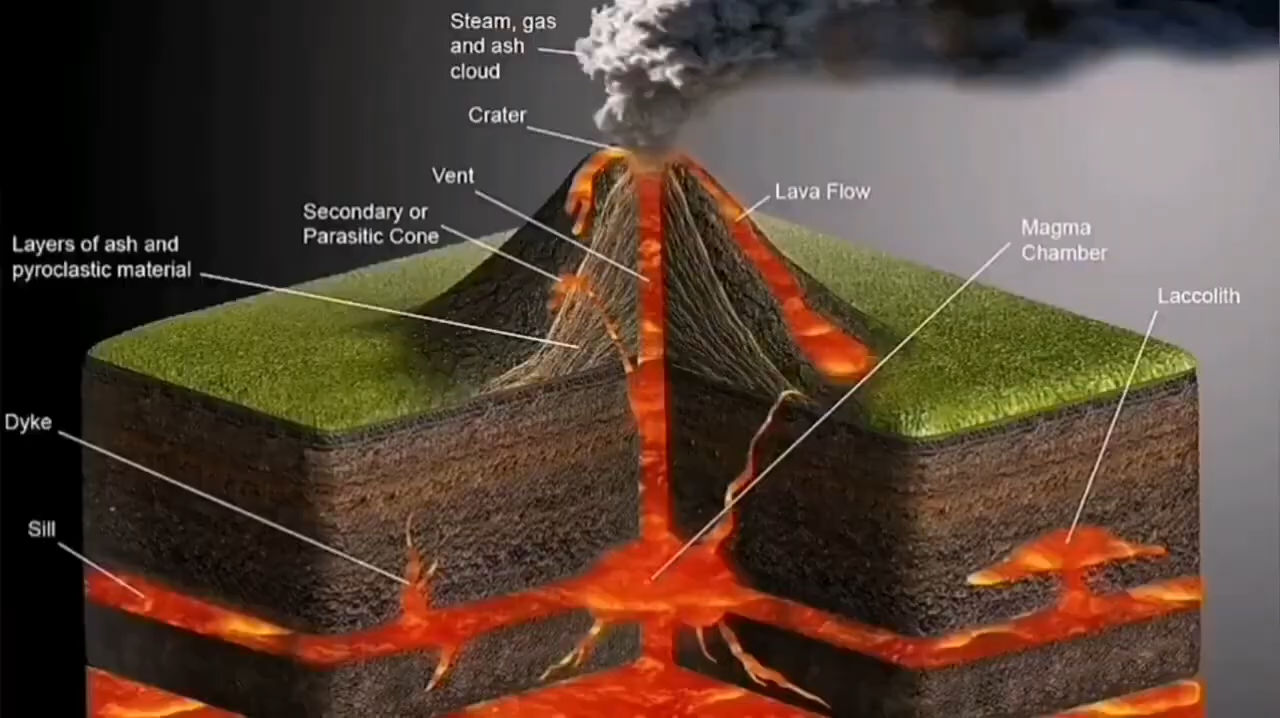 Steam, gas
and ash
cloud
Crater
Vent
Lava Flow
Secondary or
Parasitic Cone
Magma
Chamber
Layers of ash and
pyroclastic material
Laccolith
Dyke
Sill